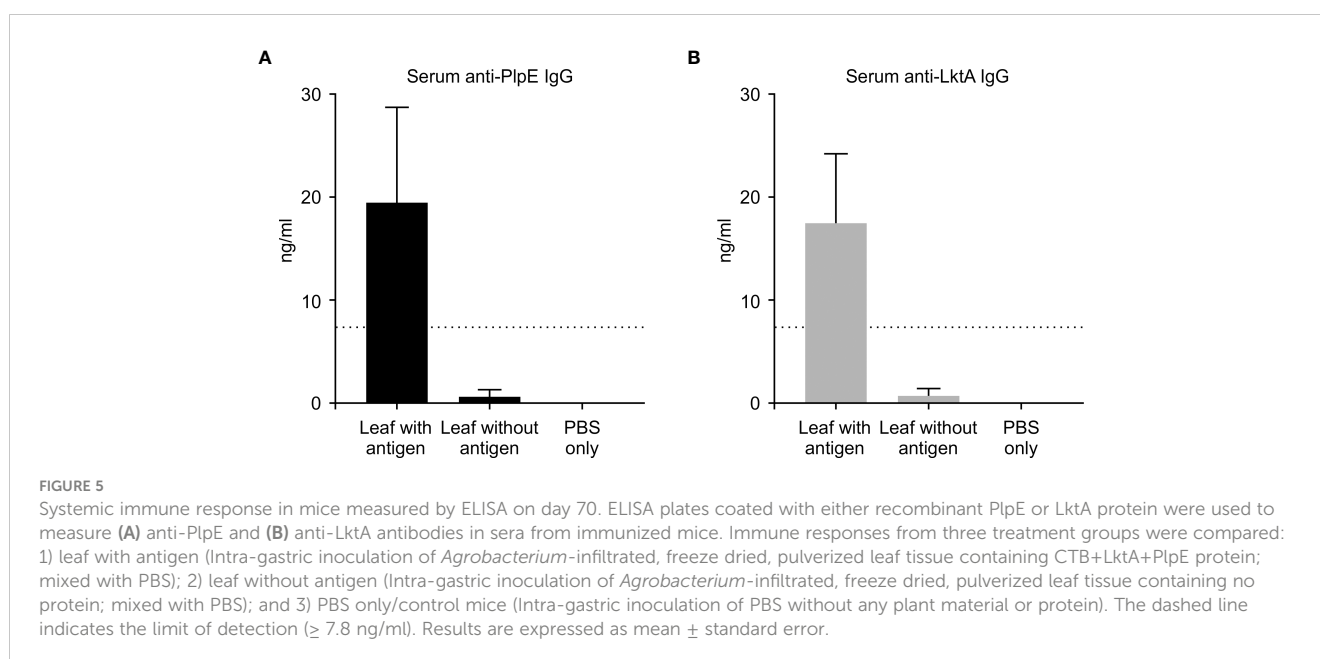 A
Serum anti-PlpE IgG
30
20
10
0
ng/ml
Leaf with
antigen
Leaf without
antigen
PBS
only
B
Serum anti-LktA IgG
30
20
10
0
ng/ml
Leaf with
antigen
Leaf without
antigen
PBS
only
FIGURE 5
Systemic immune response in mice measured by ELISA on day 70. ELISA plates coated with either recombinant PlpE or LktA protein were used to
measure (A) anti-PlpE and (B) anti-LktA antibodies in sera from immunized mice. Immune responses from three treatment groups were compared:
1) leaf with antigen (Intra-gastric inoculation of Agrobacterium-infiltrated, freeze dried, pulverized leaf tissue containing CTB+LktA+PlpE protein;
mixed with PBS); 2) leaf without antigen (Intra-gastric inoculation of Agrobacterium-infiltrated, freeze dried, pulverized leaf tissue containing no
protein; mixed with PBS); and 3) PBS only/control mice (Intra-gastric inoculation of PBS without any plant material or protein). The dashed line
indicates the limit of detection (≥ 7.8 ng/ml). Results are expressed as mean ± standard error.